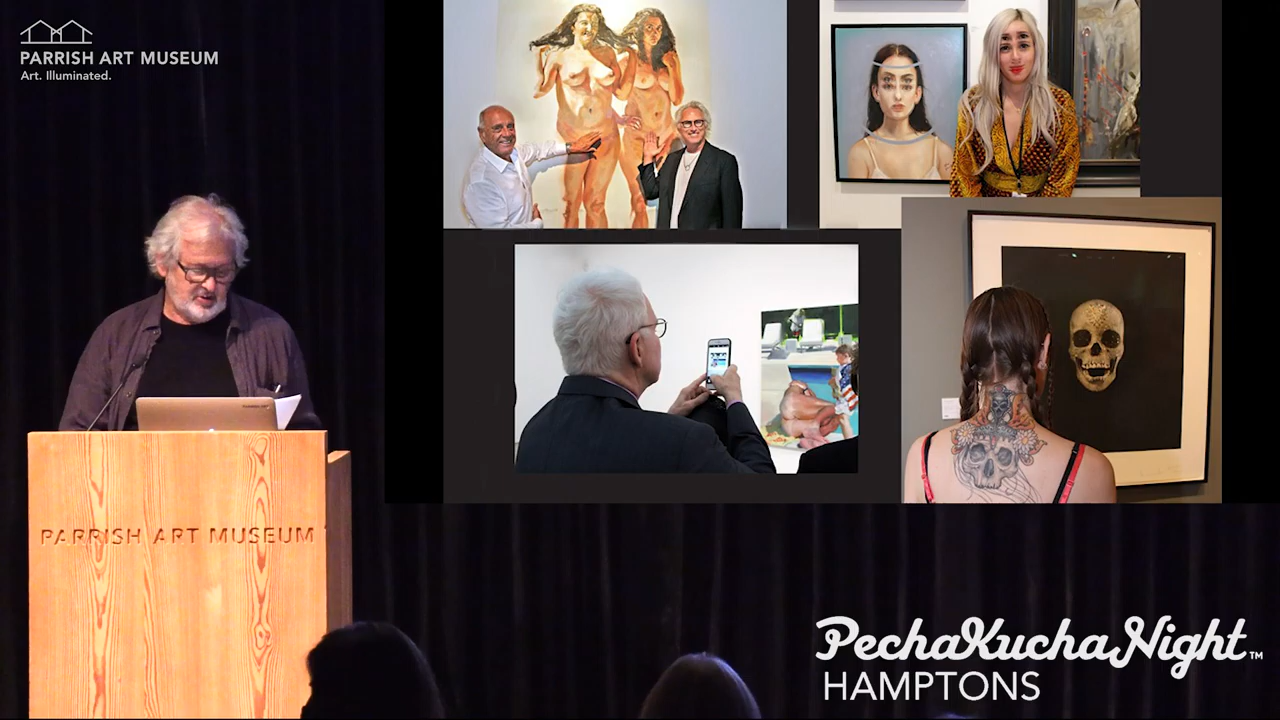 PARRISH ART MUSEUM
Art. Illuminated.
PARRISH ART MUSEUM
PechaKuchaNight™
HAMPTONS